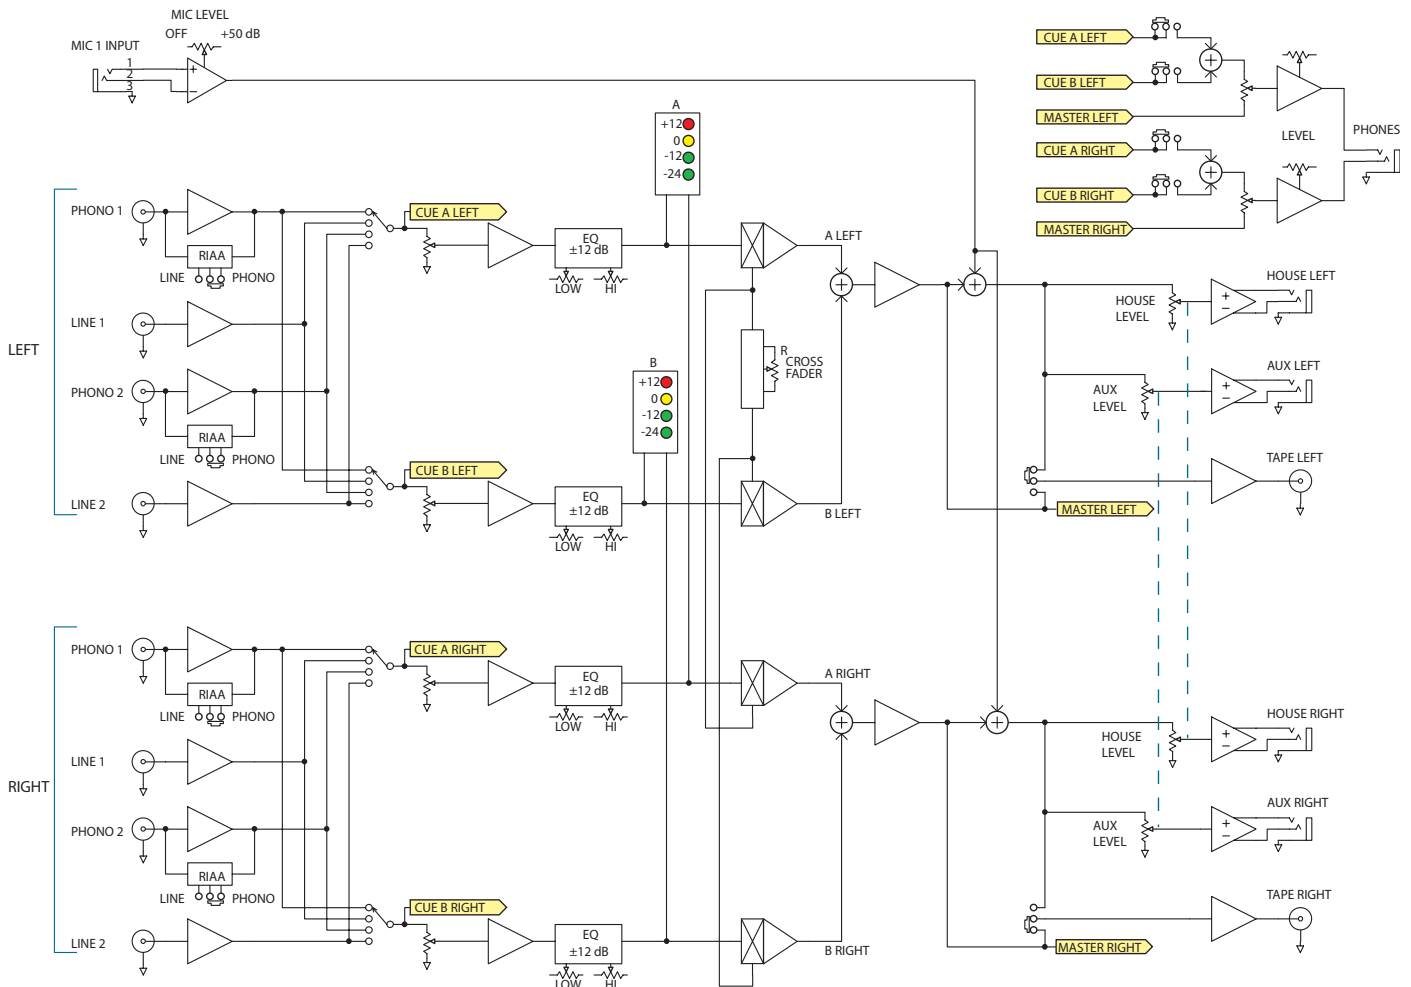 MIC LEVEL
OFF
+50 dB
MIC 1 INPUT
1
2
3
CUE A LEFT
CUE B LEFT
MASTER LEFT
CUE A RIGHT
CUE B RIGHT
MASTER RIGHT
LEVEL
PHONES
A
+12
0
-12
-24
LEFT
PHONO 1
RIAA
LINE
PHONO
LINE 1
PHONO 2
RIAA
LINE
PHONO
LINE 2
CUE A LEFT
EQ
±12 dB
LOW
HI
B
+12
0
-12
-24
CUE B LEFT
EQ
±12 dB
LOW
HI
R
CROSS
FADER
A LEFT
B LEFT
HOUSE
LEVEL
HOUSE LEFT
AUX
LEVEL
AUX LEFT
TAPE LEFT
MASTER LEFT
RIGHT
PHONO 1
RIAA
LINE
PHONO
LINE 1
PHONO 2
RIAA
LINE
PHONO
LINE 2
CUE A RIGHT
EQ
±12 dB
LOW
HI
CUE B RIGHT
EQ
±12 dB
LOW
HI
A RIGHT
B RIGHT
HOUSE
LEVEL
HOUSE RIGHT
AUX
LEVEL
AUX RIGHT
TAPE RIGHT
MASTER RIGHT